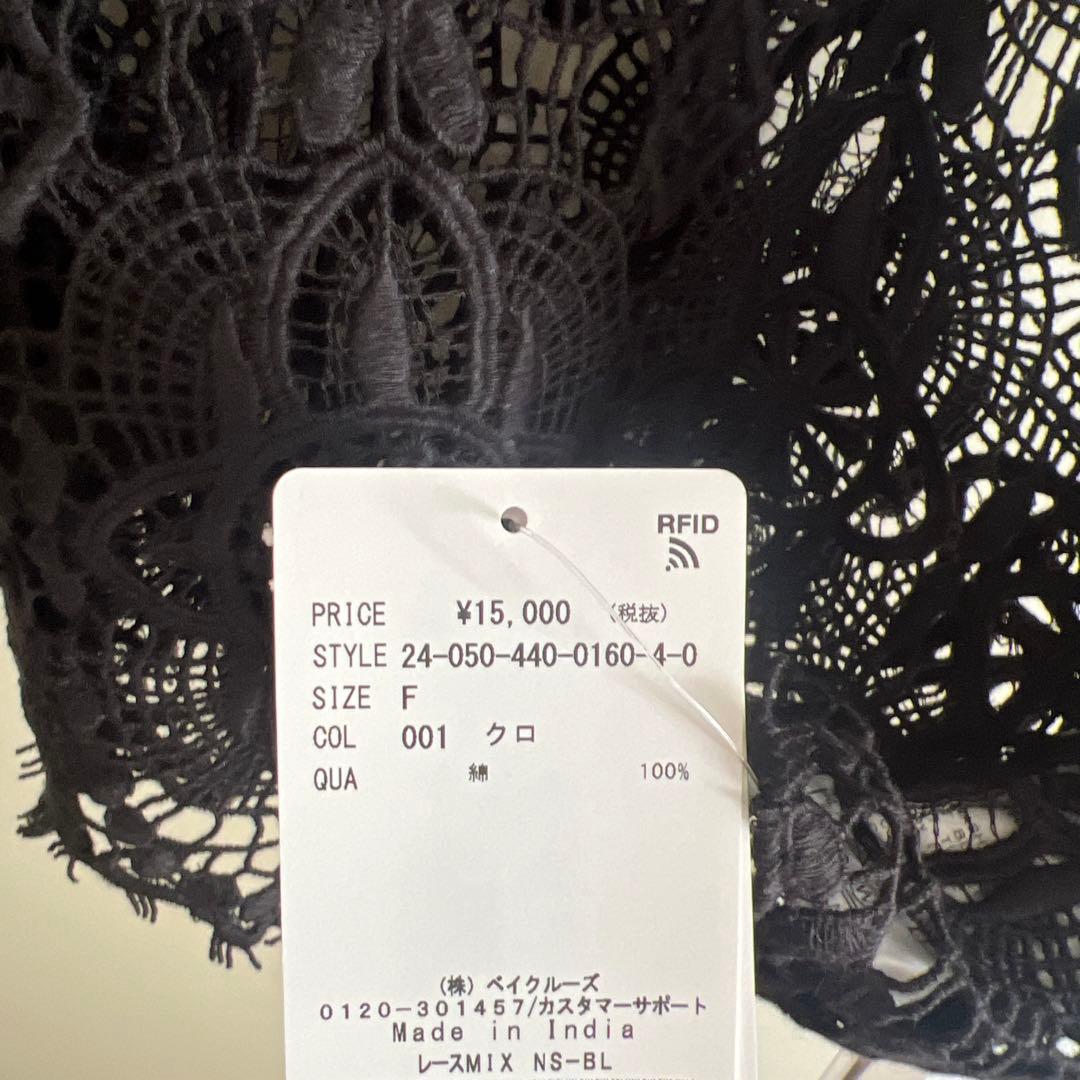 RFID
PRICE ¥15,000 (税抜)
STYLE 24-050-440-0160-4-0
SIZE F
COL 001 クロ
QUA 綿 100%
(株) ベイクルーズ
0120-301457/カスタマーサポート
Made in India
レースMIX NS-BL